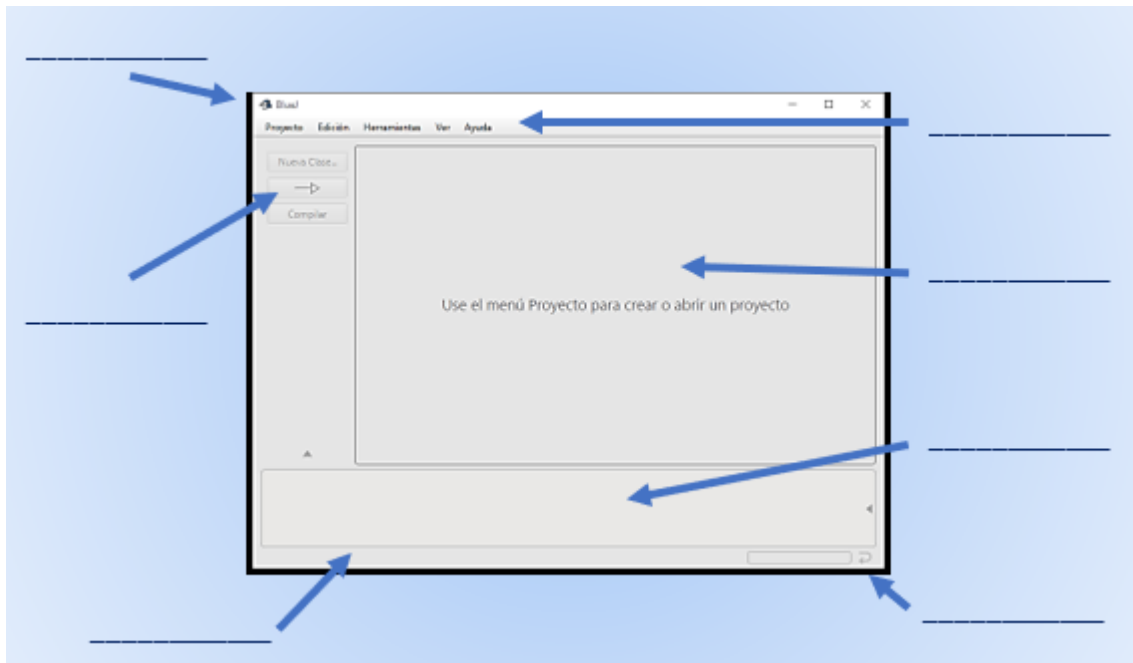 BlueJ
Proyecto Edición Herramientas Ver Ayuda
Nueva Clase...
Compilar
Use el menú Proyecto para crear o abrir un proyecto